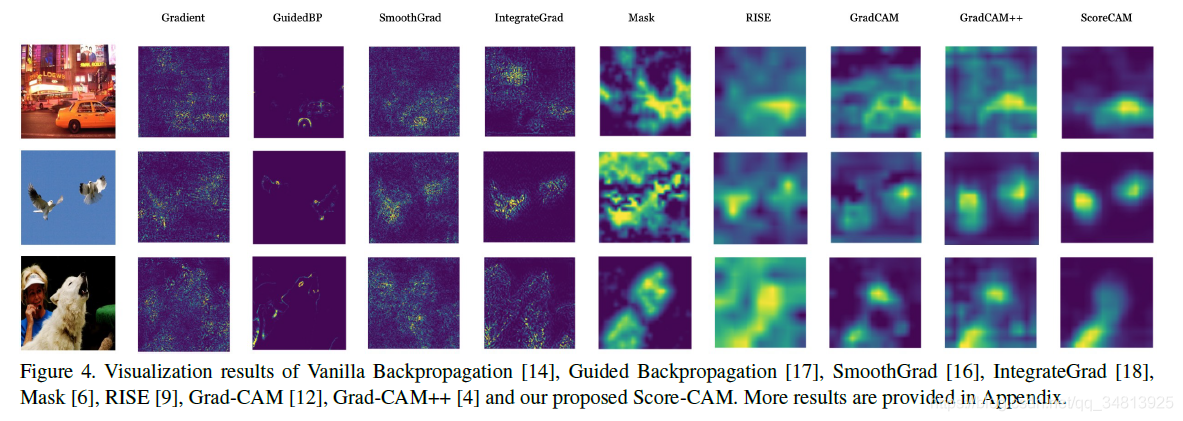 Gradient GuidedBP SmoothGrad IntegrateGrad Mask RISE GradCAM GradCAM++ ScoreCAM
LOEWS
Figure 4. Visualization results of Vanilla Backpropagation [14], Guided Backpropagation [17], SmoothGrad [16], IntegrateGrad [18],
Mask [6], RISE [9], Grad-CAM [12], Grad-CAM++ [4] and our proposed Score-CAM. More results are provided in Appendix.
https://blog.csdn.net/qq_34813925